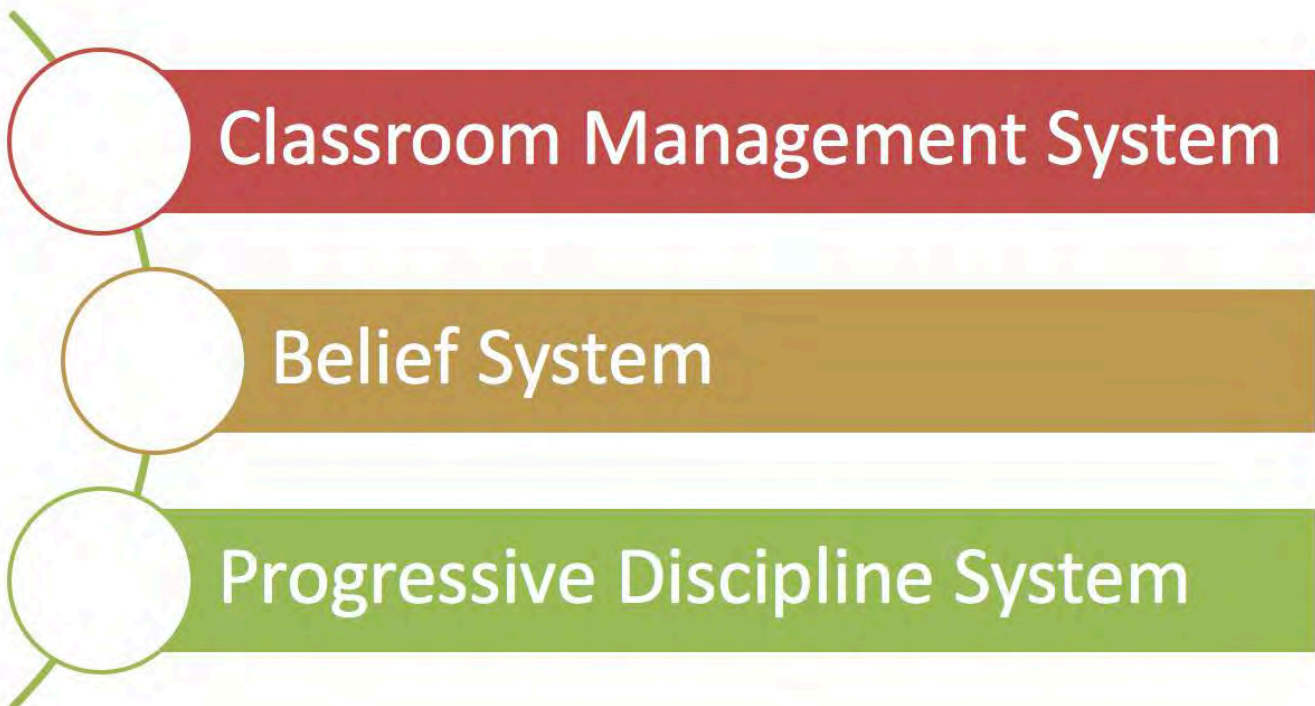 Classroom Management System
Belief System
Progressive Discipline System